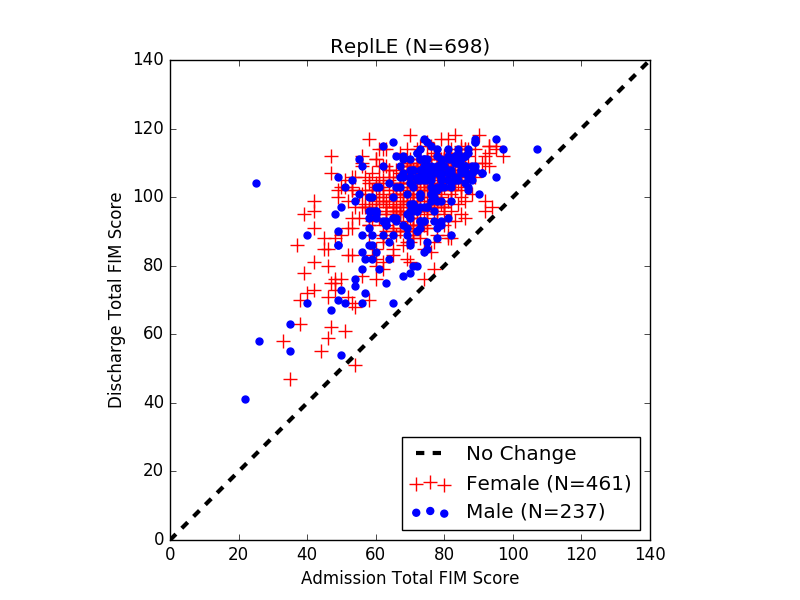 ReplLE (N=698)
140
120
100
80
60
40
20
0
Discharge Total FIM Score
No Change
Female (N=461)
Male (N=237)
0 20 40 60 80 100 120 140
Admission Total FIM Score